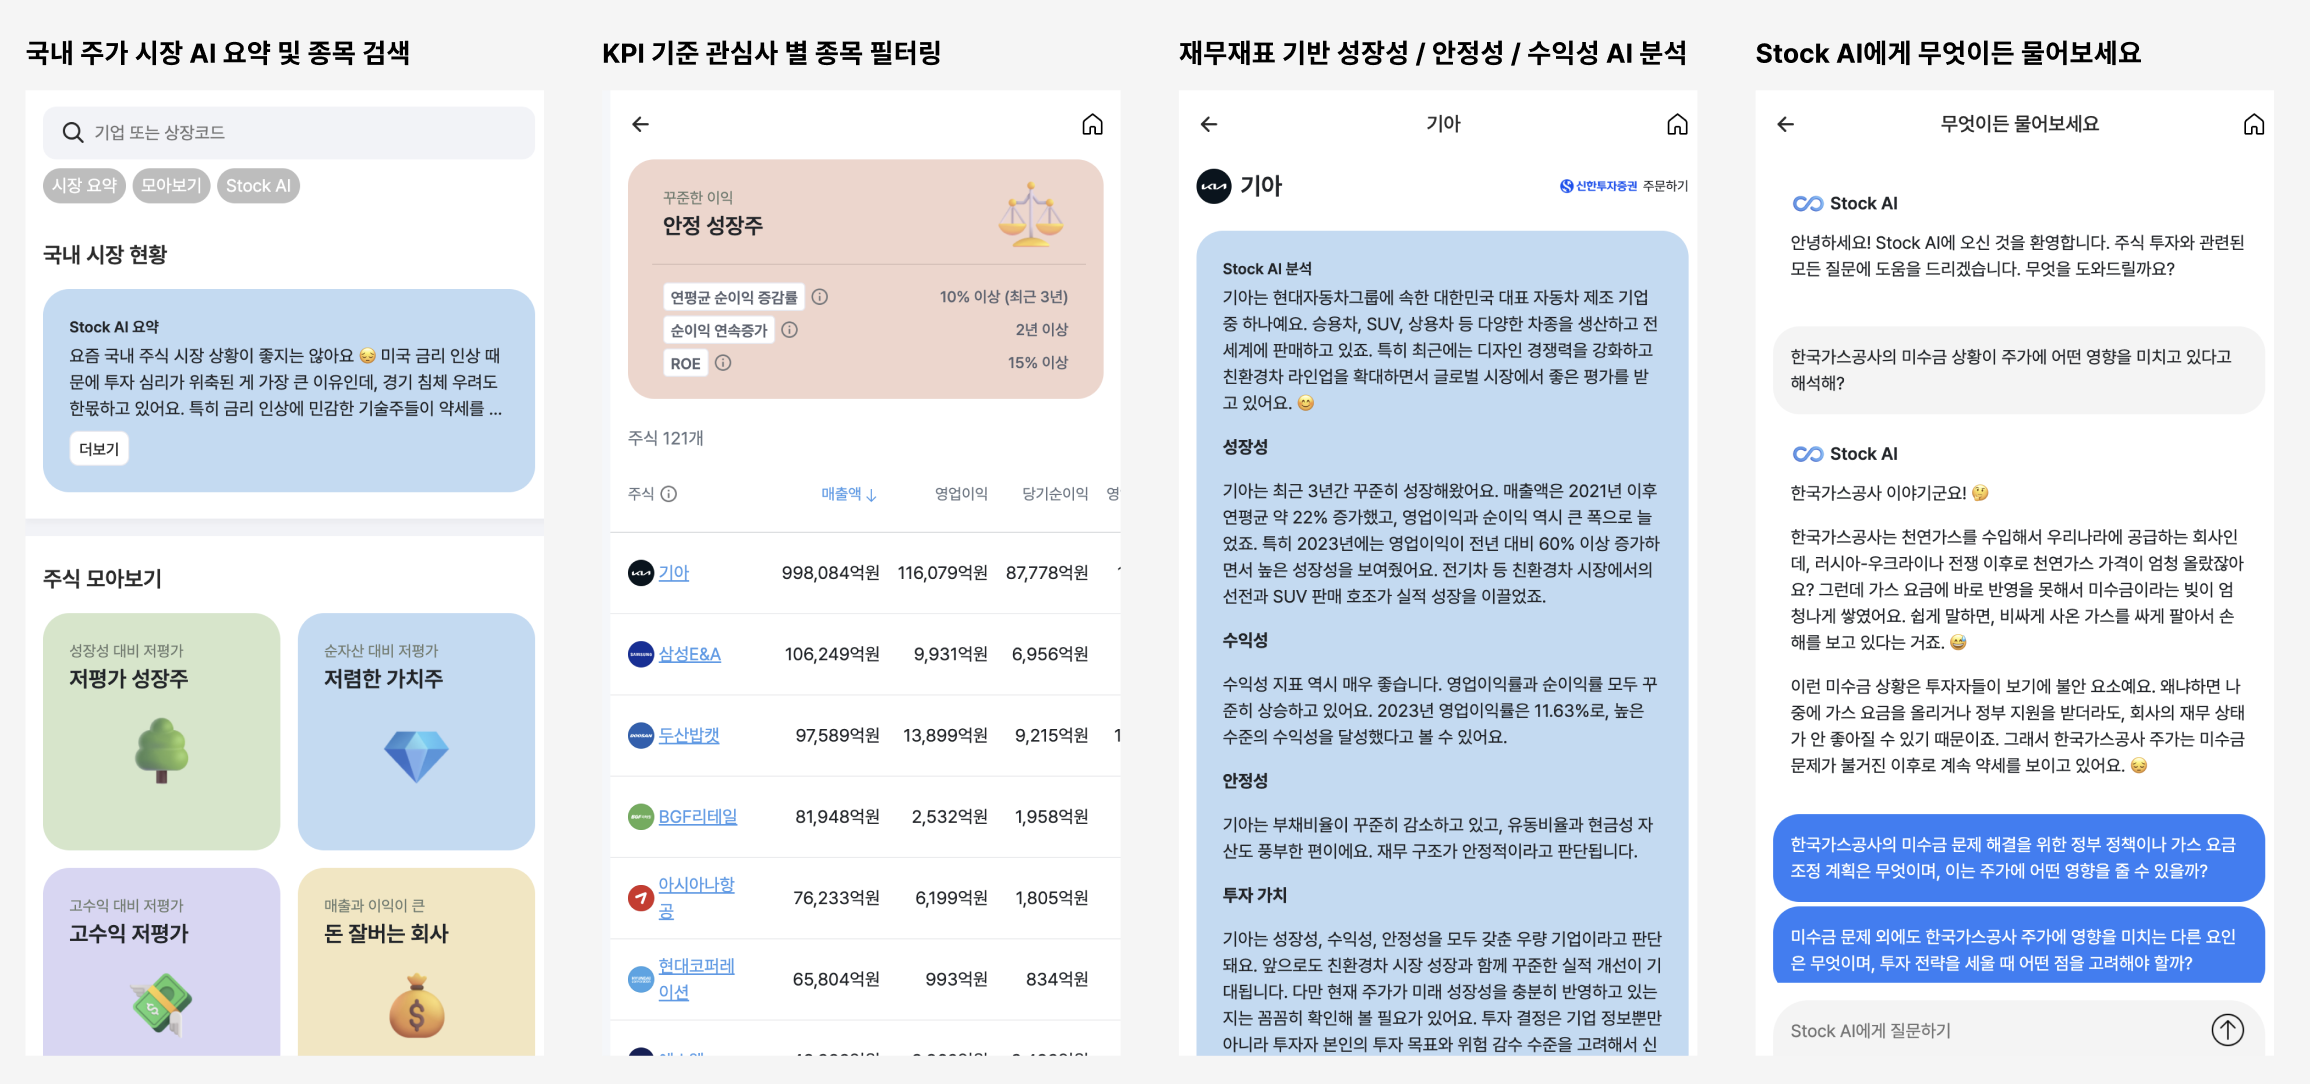 국내 주가 시장 AI 요약 및 종목 검색
기업 또는 상장코드
시장 요약
모아보기
Stock AI
국내 시장 현황
Stock AI 요약
요즘 국내 주식 시장 상황이 좋지는 않아요 😔 미국 금리 인상 때
문에 투자 심리가 위축된 게 가장 큰 이유인데, 경기 침체 우려도
한몫하고 있어요. 특히 금리 인상에 민감한 기술주들이 약세를 ...
더보기
주식 모아보기
성장성 대비 저평가
저평가 성장주
순자산 대비 저평가
저렴한 가치주
고수익 대비 저평가
고수익 저평가
매출과 이익이 큰
돈 잘버는 회사
KPI 기준 관심사 별 종목 필터링
꾸준한 이익
안정 성장주
연평균 순이익 증감률 10% 이상 (최근 3년)
순이익 연속증가 2년 이상
ROE 15% 이상
주식 121개
주식 매출액 ↓ 영업이익 당기순이익 영
기아 998,084억원 116,079억원 87,778억원
삼성E&A 106,249억원 9,931억원 6,956억원
두산밥캣 97,589억원 13,899억원 9,215억원 1
BGF리테일 81,948억원 2,532억원 1,958억원
아시아나항
공 76,233억원 6,199억원 1,805억원
현대코퍼레
이션 65,804억원 993억원 834억원
재무재표 기반 성장성 / 안정성 / 수익성 AI 분석
기아
기아
신한투자증권 주문하기
Stock AI 분석
기아는 현대자동차그룹에 속한 대한민국 대표 자동차 제조 기업
중 하나예요. 승용차, SUV, 상용차 등 다양한 차종을 생산하고 전
세계에 판매하고 있죠. 특히 최근에는 디자인 경쟁력을 강화하고
친환경차 라인업을 확대하면서 글로벌 시장에서 좋은 평가를 받
고 있어요. 😊
성장성
기아는 최근 3년간 꾸준히 성장해왔어요. 매출액은 2021년 이후
연평균 약 22% 증가했고, 영업이익과 순이익 역시 큰 폭으로 늘
었죠. 특히 2023년에는 영업이익이 전년 대비 60% 이상 증가하
면서 높은 성장성을 보여줬어요. 전기차 등 친환경차 시장에서의
선전과 SUV 판매 호조가 실적 성장을 이끌었죠.
수익성
수익성 지표 역시 매우 좋습니다. 영업이익률과 순이익률 모두 꾸
준히 상승하고 있어요. 2023년 영업이익률은 11.63%로, 높은
수준의 수익성을 달성했다고 볼 수 있어요.
안정성
기아는 부채비율이 꾸준히 감소하고 있고, 유동비율과 현금성 자
산도 풍부한 편이에요. 재무 구조가 안정적이라고 판단됩니다.
투자 가치
기아는 성장성, 수익성, 안정성을 모두 갖춘 우량 기업이라고 판단
돼요. 앞으로도 친환경차 시장 성장과 함께 꾸준한 실적 개선이 기
대됩니다. 다만 현재 주가가 미래 성장성을 충분히 반영하고 있는
지는 꼼꼼히 확인해 볼 필요가 있어요. 투자 결정은 기업 정보뿐만
아니라 투자자 본인의 투자 목표와 위험 감수 수준을 고려해서 신
Stock AI에게 무엇이든 물어보세요
무엇이든 물어보세요
Stock AI
안녕하세요! Stock AI에 오신 것을 환영합니다. 주식 투자와 관련된
모든 질문에 도움을 드리겠습니다. 무엇을 도와드릴까요?
한국가스공사의 미수금 상황이 주가에 어떤 영향을 미치고 있다고
해석해?
Stock AI
한국가스공사 이야기군요! 🤔
한국가스공사는 천연가스를 수입해서 우리나라에 공급하는 회사인
데, 러시아-우크라이나 전쟁 이후로 천연가스 가격이 엄청 올랐잖아
요? 그런데 가스 요금에 바로 반영을 못해서 미수금이라는 빚이 엄
청나게 쌓였어요. 쉽게 말하면, 비싸게 사온 가스를 싸게 팔아서 손
해를 보고 있다는 거죠. 😅
이런 미수금 상황은 투자자들이 보기에 불안 요소예요. 왜냐하면 나
중에 가스 요금을 올리거나 정부 지원을 받더라도, 회사의 재무 상태
가 안 좋아질 수 있기 때문이죠. 그래서 한국가스공사 주가는 미수금
문제가 불거진 이후로 계속 약세를 보이고 있어요. 😔
한국가스공사의 미수금 문제 해결을 위한 정부 정책이나 가스 요금
조정 계획은 무엇이며, 이는 주가에 어떤 영향을 줄 수 있을까?
미수금 문제 외에도 한국가스공사 주가에 영향을 미치는 다른 요인
은 무엇이며, 투자 전략을 세울 때 어떤 점을 고려해야 할까?
Stock AI에게 질문하기